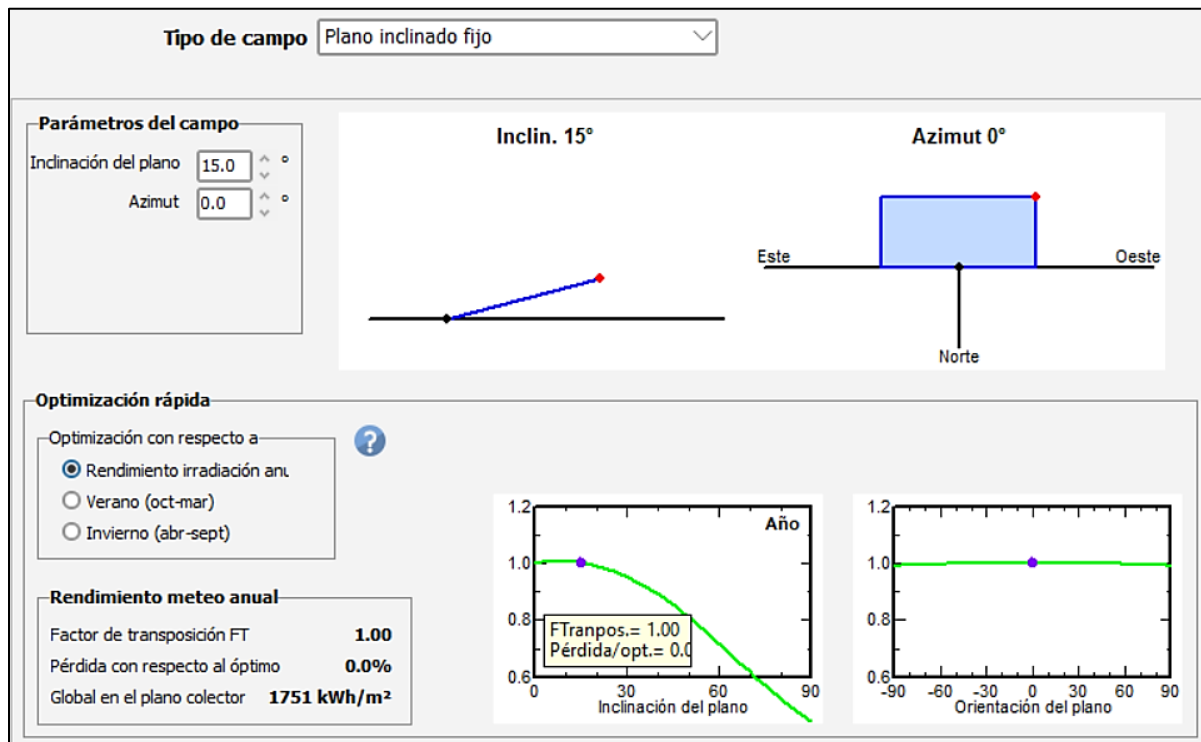 Tipo de campo Plano inclinado fijo
Parámetros del campo
Inclinación del plano 15.0 °
Azimut 0.0 °
Inclin. 15°
Azimut 0°
Este
Oeste
Norte
Optimización rápida
Optimización con respecto a
Rendimiento irradiación anu
Verano (oct-mar)
Invierno (abr-sept)
?
Rendimiento meteo anual
Factor de transposición FT 1.00
Pérdida con respecto al óptimo 0.0%
Global en el plano colector 1751 kWh/m²
1.2
1.0
0.8
0.6
Año
FTranpos.= 1.00
Pérdida/opt.= 0.0
0 30 60 90
Inclinación del plano
1.2
1.0
0.8
0.6
-90 -60 -30 0 30 60 90
Orientación del plano